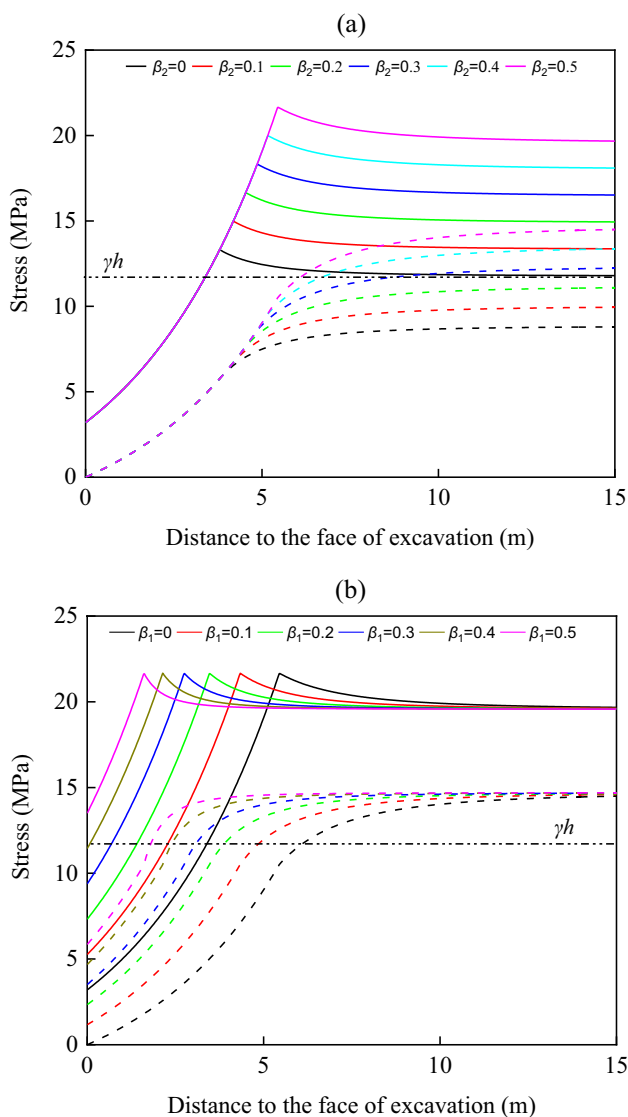 (a)
25
20
15
10
5
0
Stress (MPa)
β₂=0 β₂=0.1 β₂=0.2 β₂=0.3 β₂=0.4 β₂=0.5
γh
0 5 10 15
Distance to the face of excavation (m)
(b)
25
20
15
10
5
0
Stress (MPa)
β₁=0 β₁=0.1 β₁=0.2 β₁=0.3 β₁=0.4 β₁=0.5
γh
0 5 10 15
Distance to the face of excavation (m)